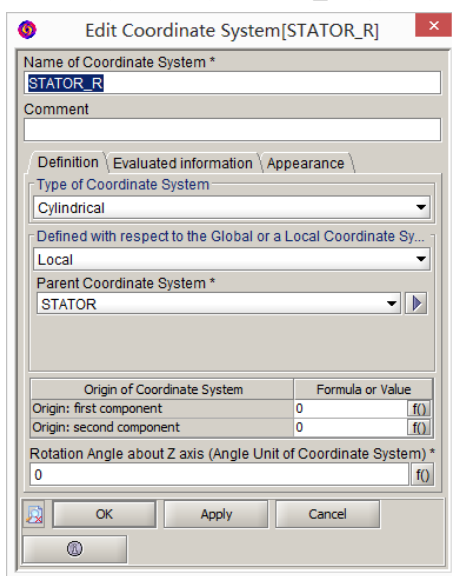 Edit Coordinate System[STATOR_R]
Name of Coordinate System *
STATOR_R
Comment
Definition Evaluated information Appearance
Type of Coordinate System
Cylindrical
Defined with respect to the Global or a Local Coordinate Sy...
Local
Parent Coordinate System *
STATOR
Origin of Coordinate System Formula or Value
Origin: first component 0 f()
Origin: second component 0 f()
Rotation Angle about Z axis (Angle Unit of Coordinate System) *
0 f()
OK Apply Cancel